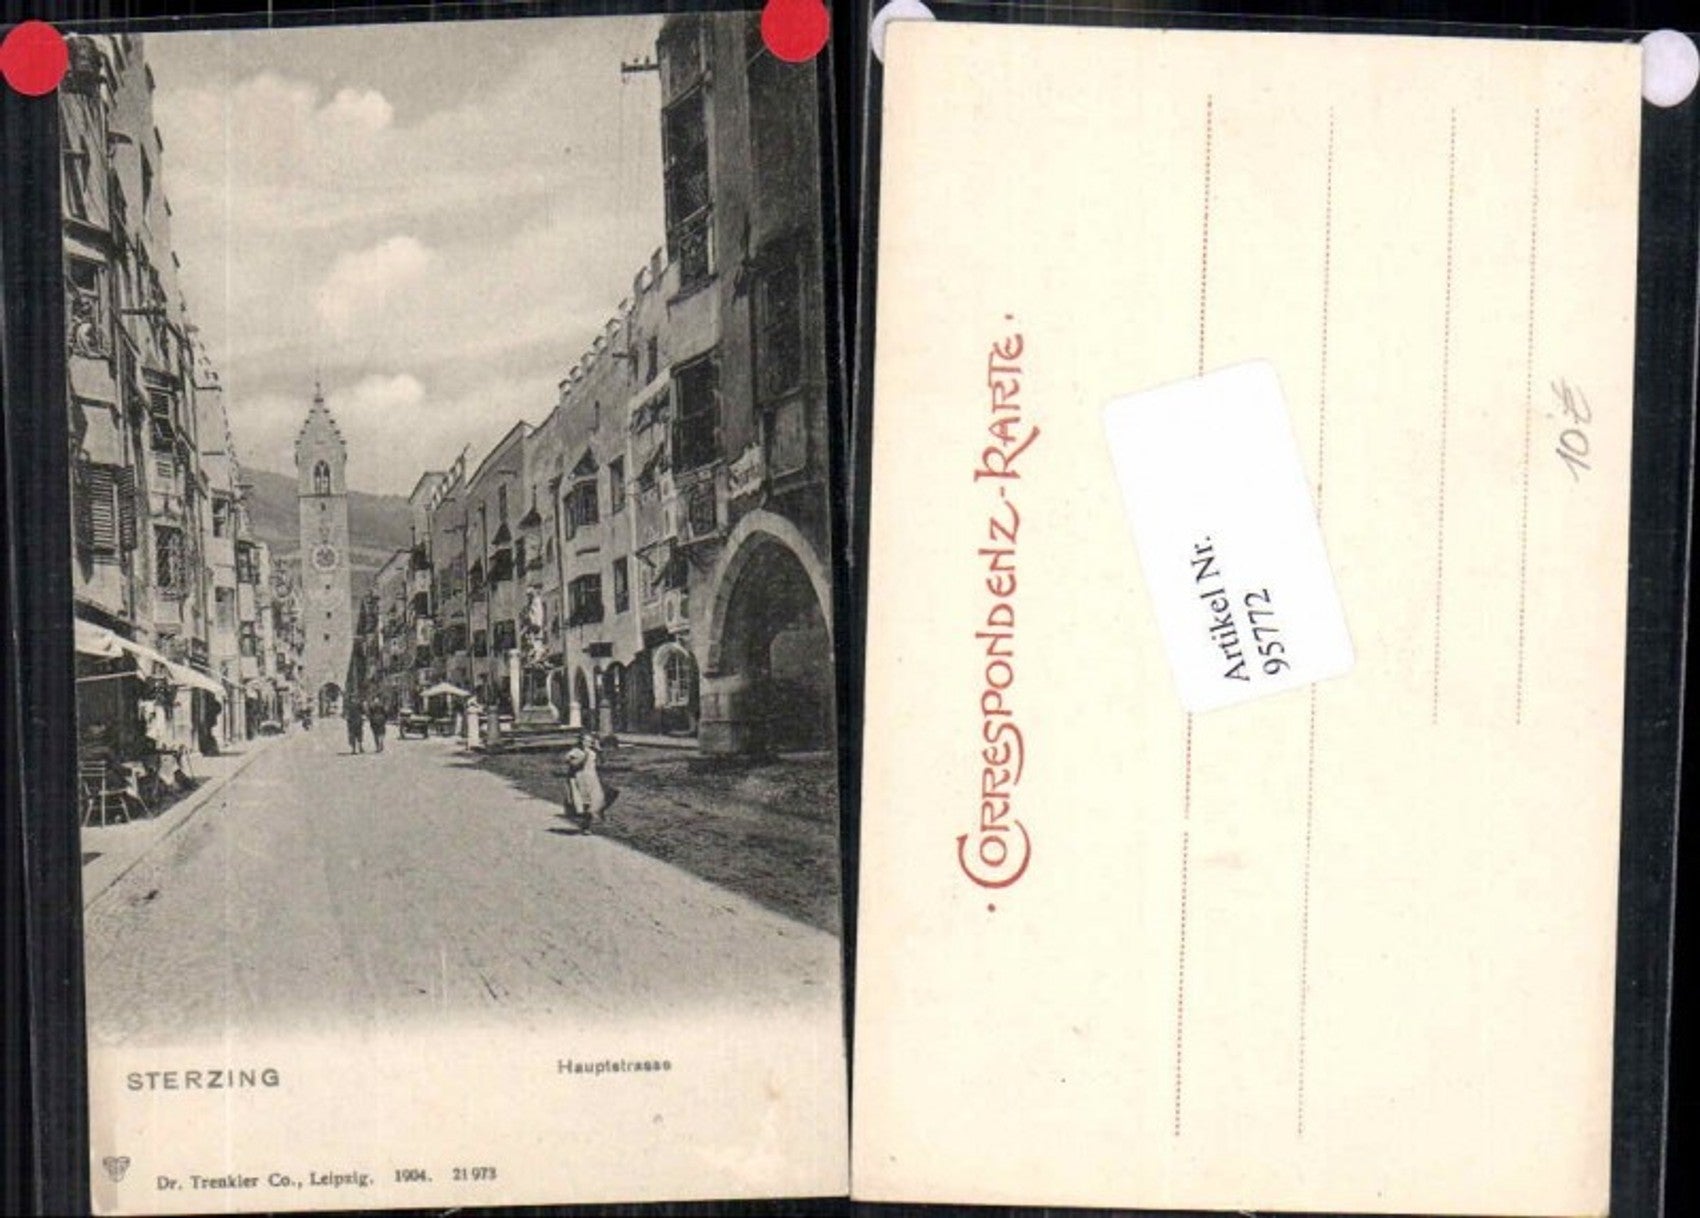 STERZING
Hauptstrasse
Dr. Trenkler Co., Leipzig. 1904. 21973
CORRESPONDENZ-KARTE.
Artikel Nr.
95772
10 €